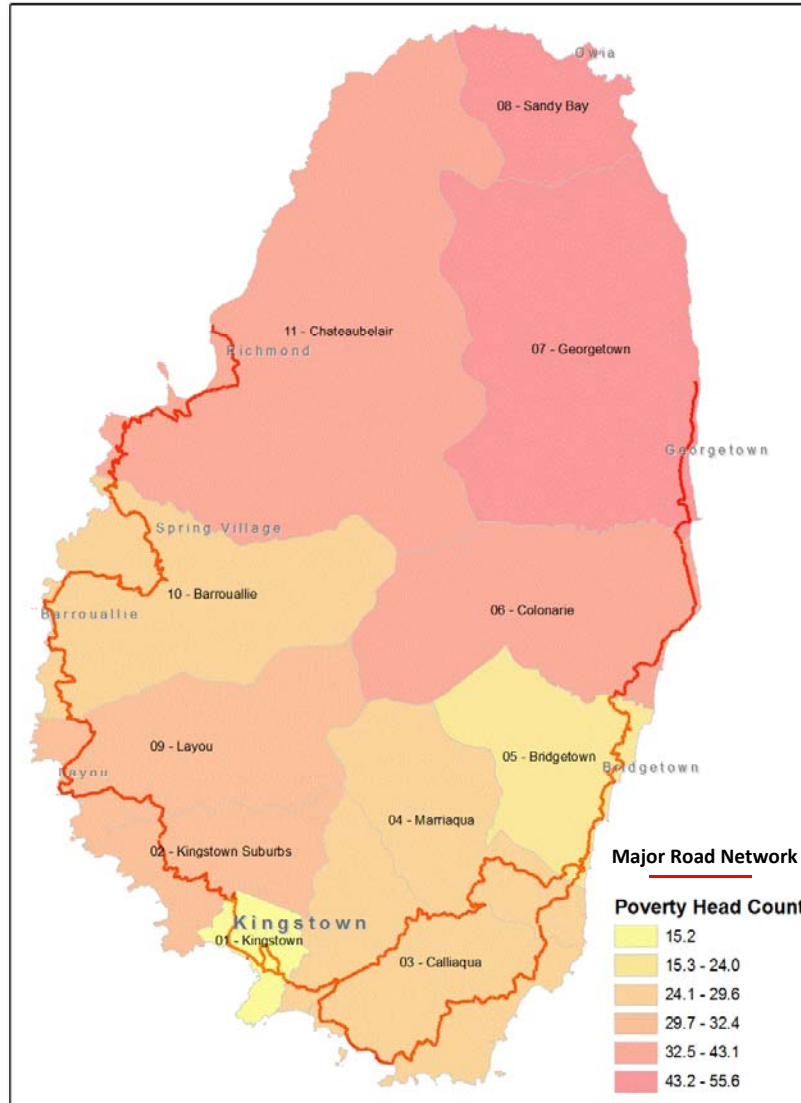 Owia
08 - Sandy Bay
11 - Chateaubelair
Richmond
07 - Georgetown
Georgetown
Spring Village
10 - Barrouallie
Barrouallie
06 - Colonarie
09 - Layou
Layou
05 - Bridgetown
Bridgetown
04 - Marriaqua
02 - Kingstown Suburbs
Kingstown
01 - Kingstown
03 - Calliaqua
Major Road Network
Poverty Head Count
15.2
15.3 - 24.0
24.1 - 29.6
29.7 - 32.4
32.5 - 43.1
43.2 - 55.6